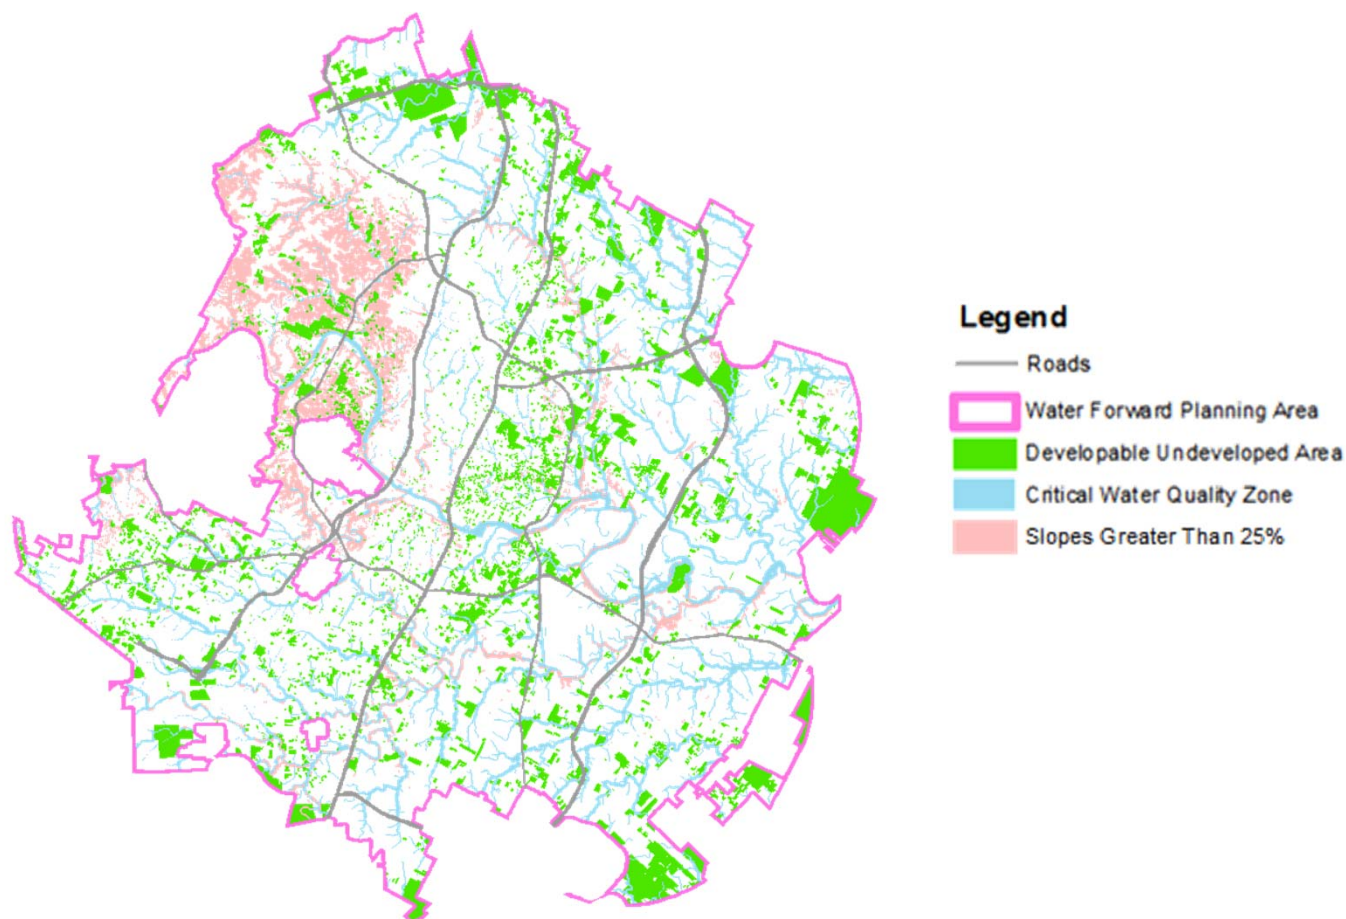 Legend
Roads
Water Forward Planning Area
Developable Undeveloped Area
Critical Water Quality Zone
Slopes Greater Than 25%